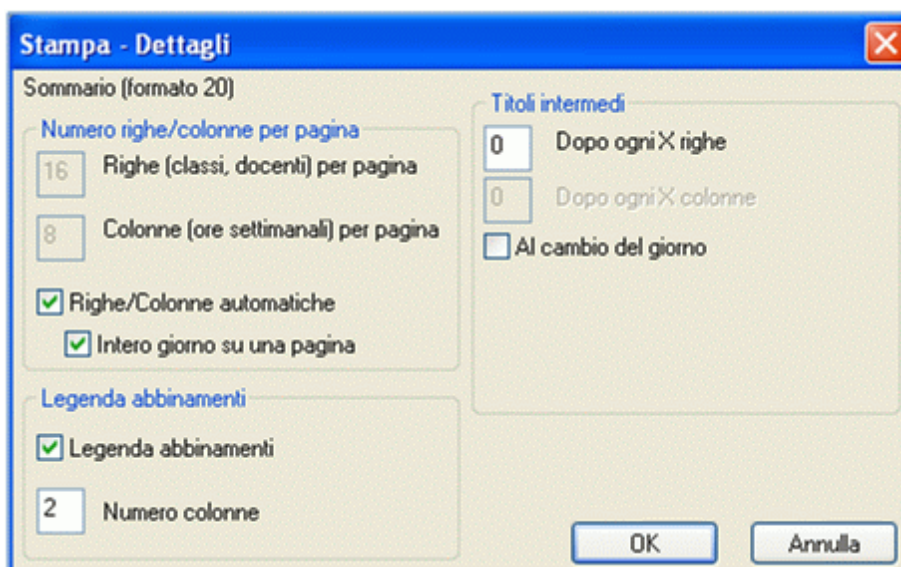 Stampa - Dettagli
Sommario (formato 20)
Numero righe/colonne per pagina
16 Righe (classi, docenti) per pagina
8 Colonne (ore settimanali) per pagina
Righe/Colonne automatiche
Intero giorno su una pagina
Legenda abbinamenti
Legenda abbinamenti
2 Numero colonne
Titoli intermedi
0 Dopo ogni X righe
0 Dopo ogni X colonne
Al cambio del giorno
OK
Annulla